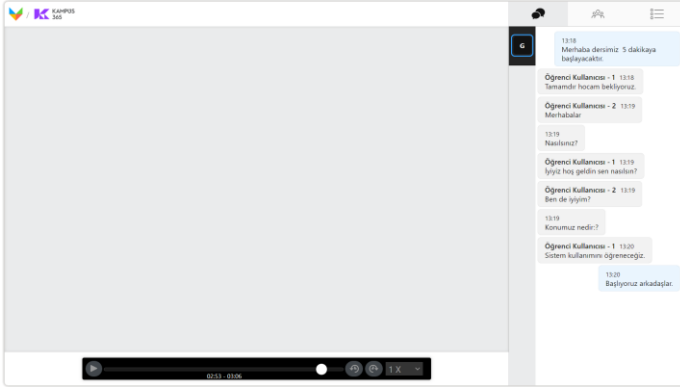 KAMPÜS
365
G
13:18
Merhaba dersimiz 5 dakikaya
başlayacaktır.
Öğrenci Kullanıcısı - 1 13:18
Tamamdır hocam bekliyoruz.
Öğrenci Kullanıcısı - 2 13:19
Merhabalar
13:19
Nasılsınız?
Öğrenci Kullanıcısı - 1 13:19
İyiyiz hoş geldin sen nasılsın?
Öğrenci Kullanıcısı - 2 13:19
Ben de iyiyim?
13:19
Konumuz nedir:?
Öğrenci Kullanıcısı - 1 13:20
Sistem kullanımını öğreneceğiz.
13:20
Başlıyoruz arkadaşlar.
02:53 - 03:06
1 X